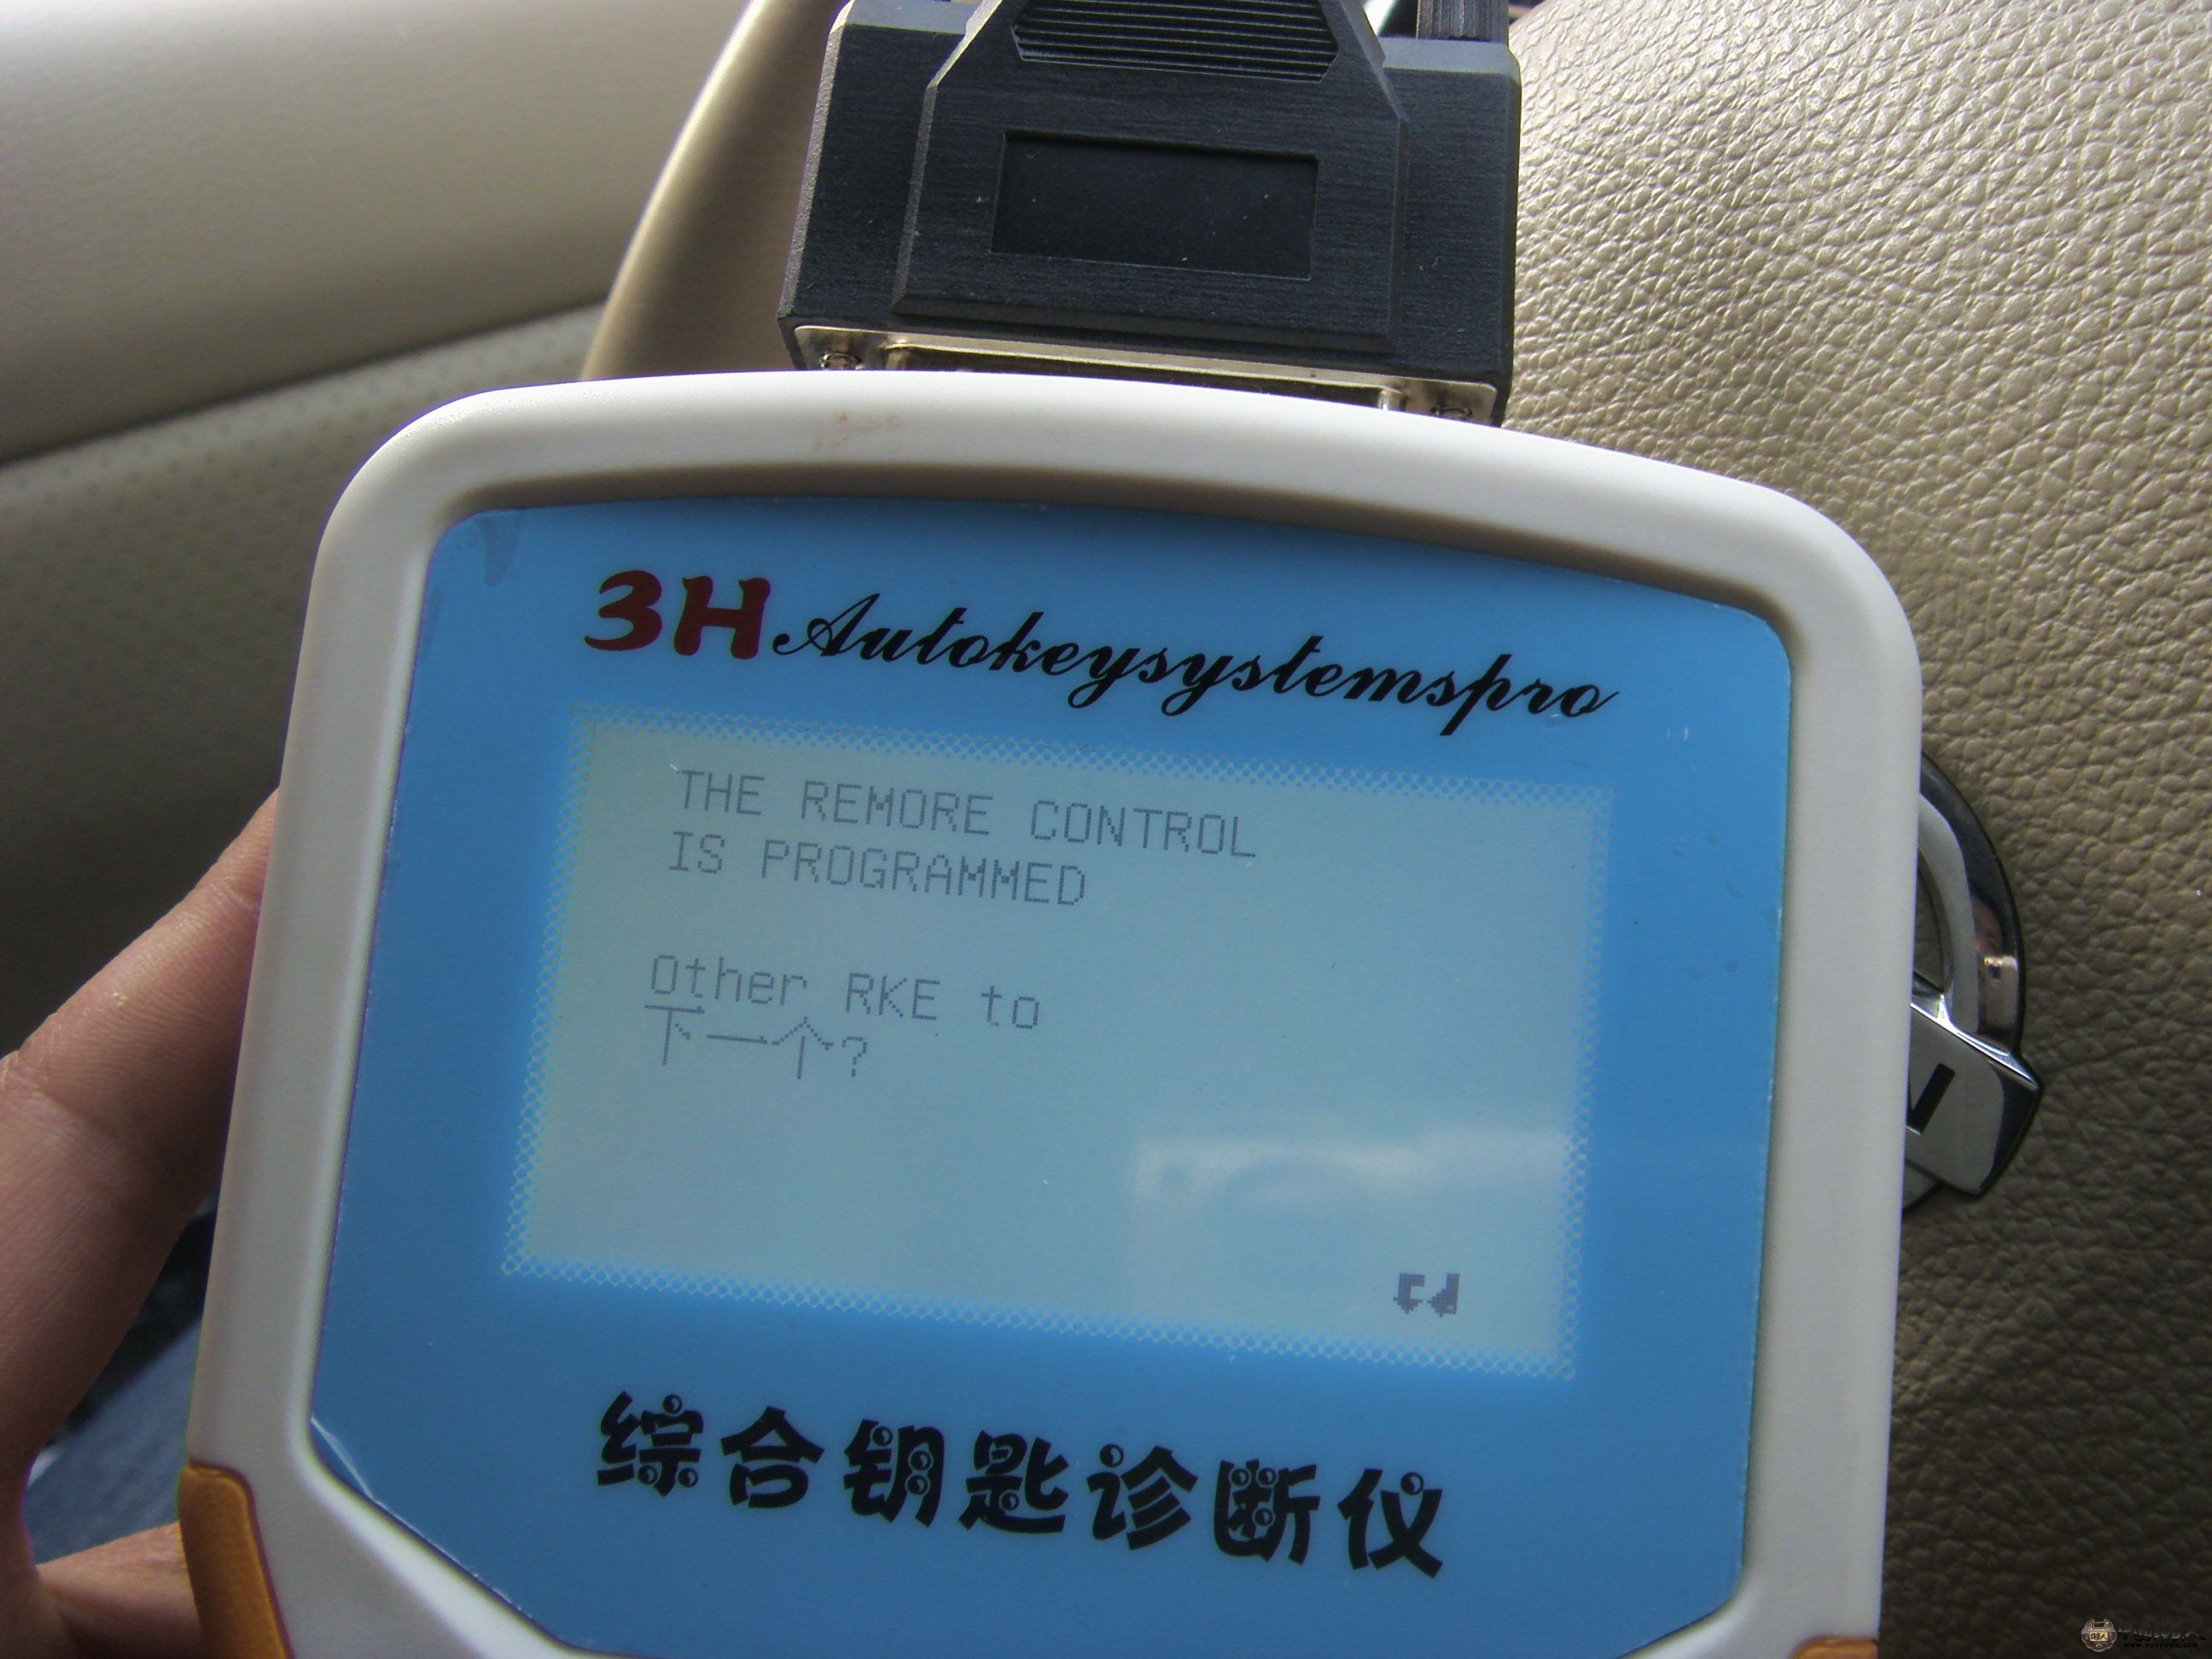 3H Autokeysystemspro
THE REMORE CONTROL
IS PROGRAMMED
Other RKE to
下一个?
综合钥匙诊断仪